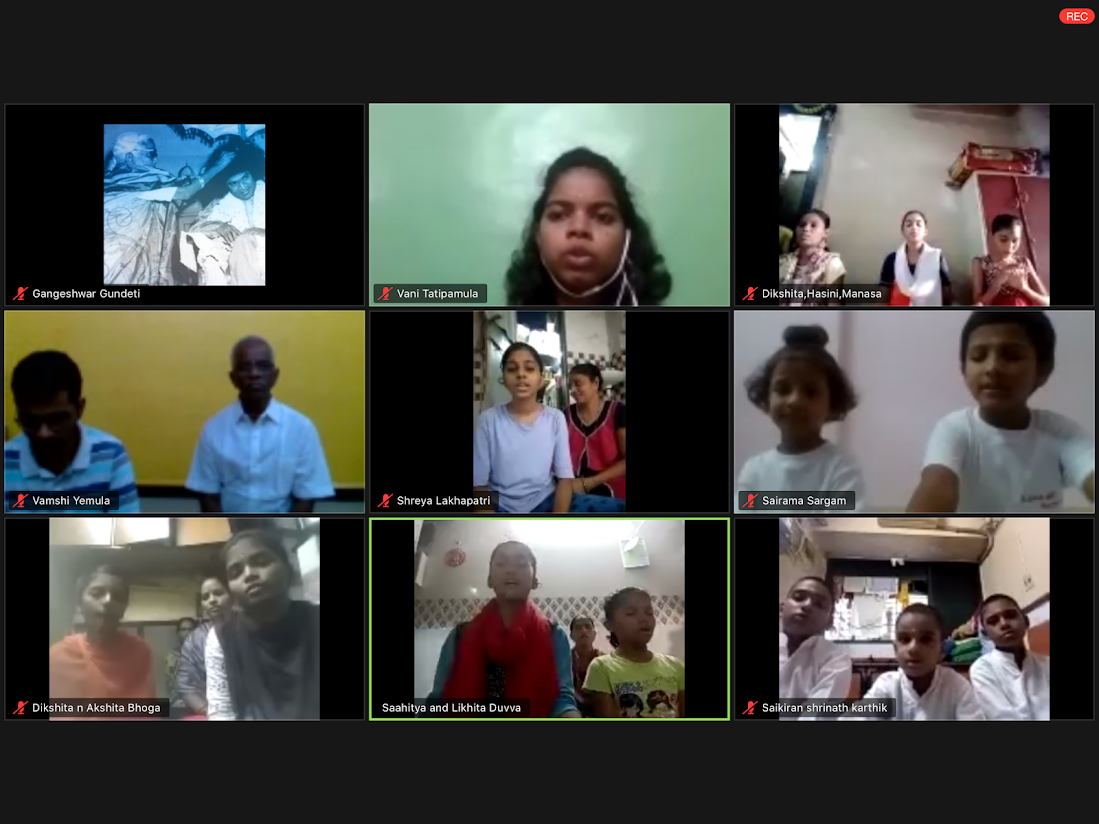 REC
Gangeshwar Gundeti
Vani Tatipamula
Dikshita,Hasini,Manasa
Vamshi Yemula
Shreya Lakhapatri
Sairama Sargam
Dikshita n Akshita Bhoga
Saahitya and Likhita Duvva
Saikiran shrinath karthik